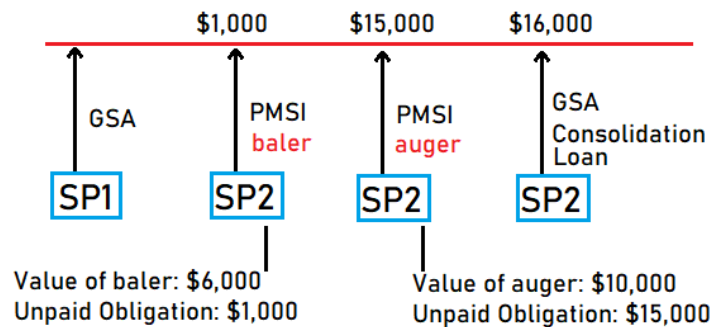 $1,000 $15,000 $16,000
GSA
PMSI
baler
PMSI
auger
GSA
Consolidation
Loan
SP1 SP2 SP2 SP2
Value of baler: $6,000
Unpaid Obligation: $1,000
Value of auger: $10,000
Unpaid Obligation: $15,000